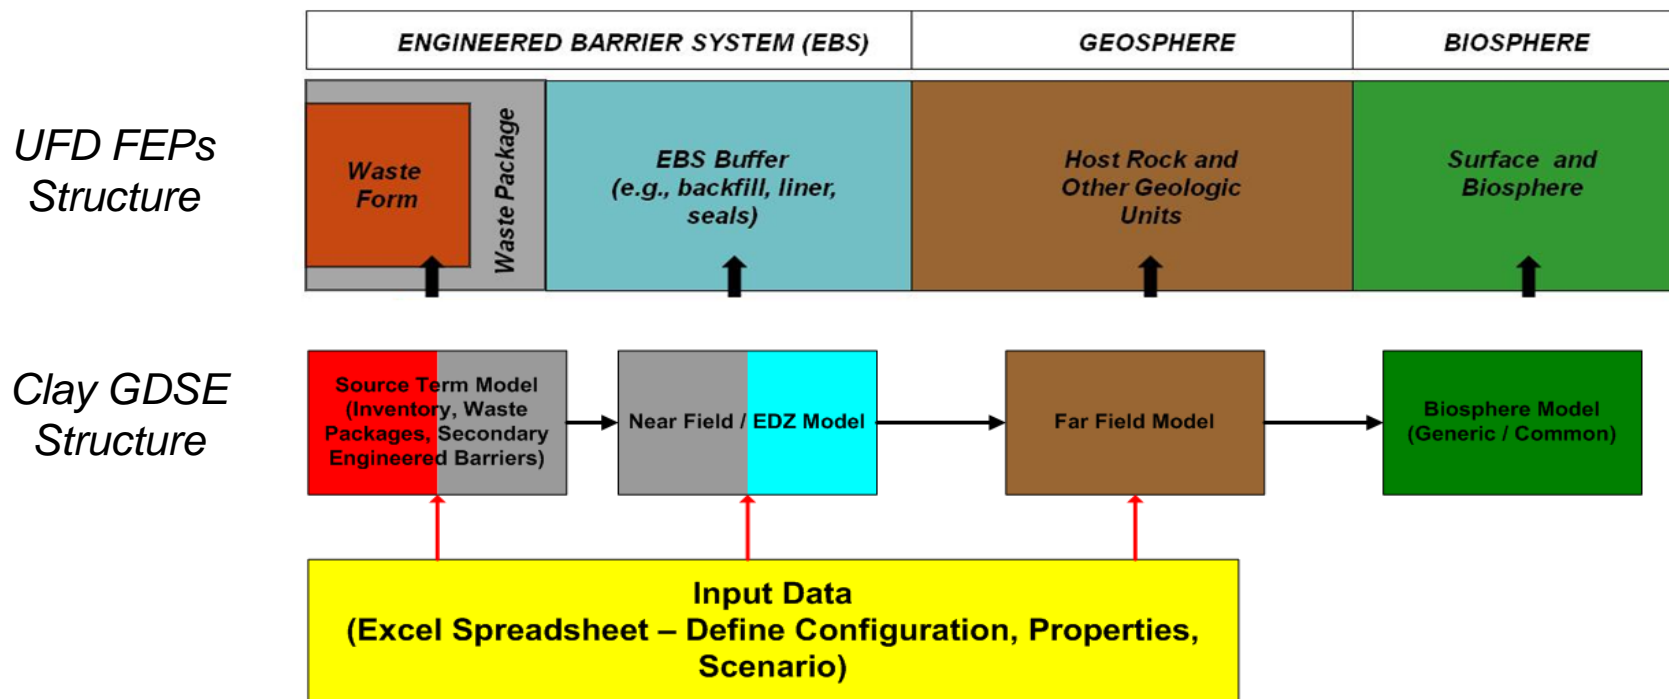 ENGINEERED BARRIER SYSTEM (EBS)
GEOSPHERE
BIOSPHERE
UFD FEPs
Structure
Waste
Form
Waste Package
EBS Buffer
(e.g., backfill, liner,
seals)
Host Rock and
Other Geologic
Units
Surface and
Biosphere
Clay GDSE
Structure
Source Term Model
(Inventory, Waste
Packages, Secondary
Engineered Barriers)
Near Field / EDZ Model
Far Field Model
Biosphere Model
(Generic / Common)
Input Data
(Excel Spreadsheet – Define Configuration, Properties,
Scenario)